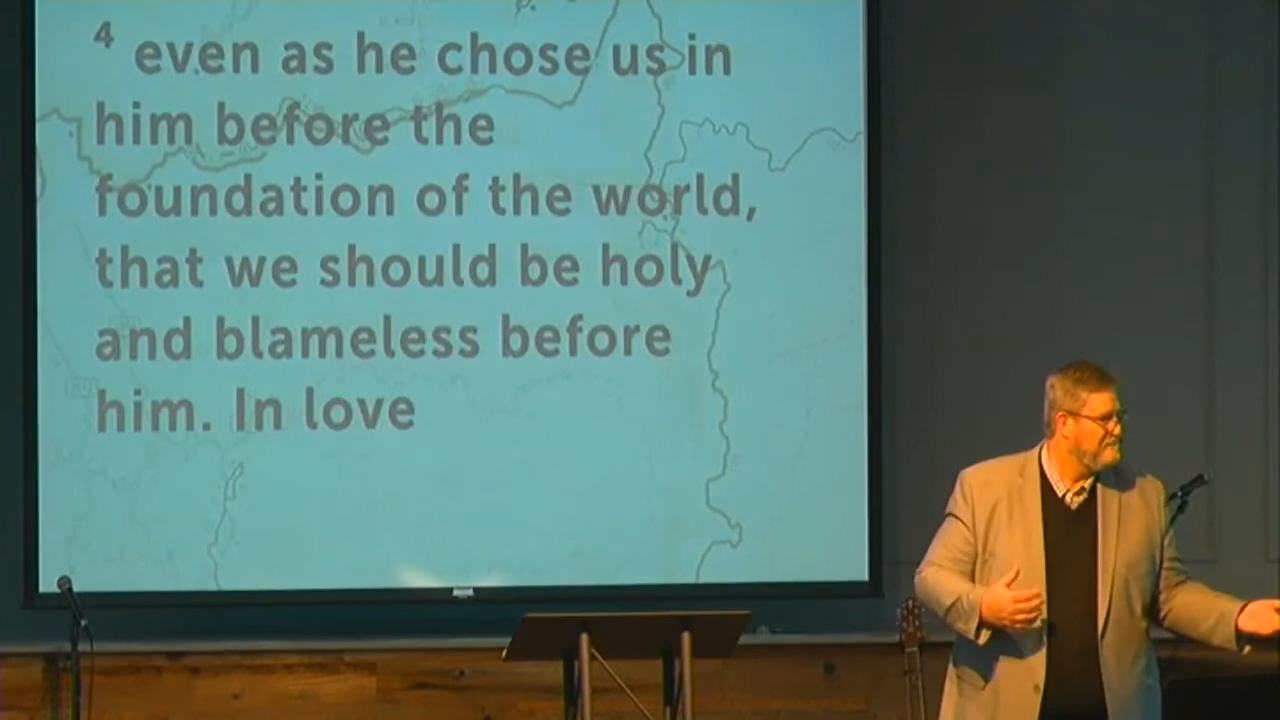 4 even as he chose us in
him before the
foundation of the world,
that we should be holy
and blameless before
him. In love